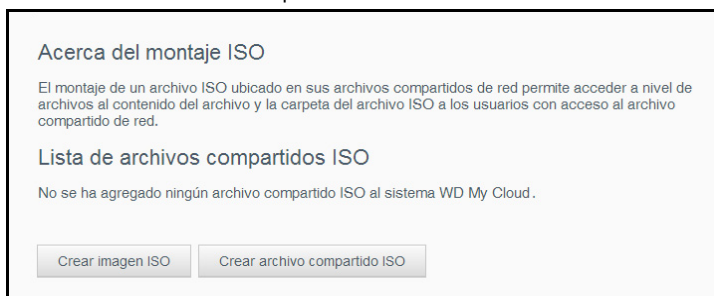 Acerca del montaje ISO
El montaje de un archivo ISO ubicado en sus archivos compartidos de red permite acceder a nivel de
archivos al contenido del archivo y la carpeta del archivo ISO a los usuarios con acceso al archivo
compartido de red.
Lista de archivos compartidos ISO
No se ha agregado ningún archivo compartido ISO al sistema WD My Cloud.
Crear imagen ISO
Crear archivo compartido ISO